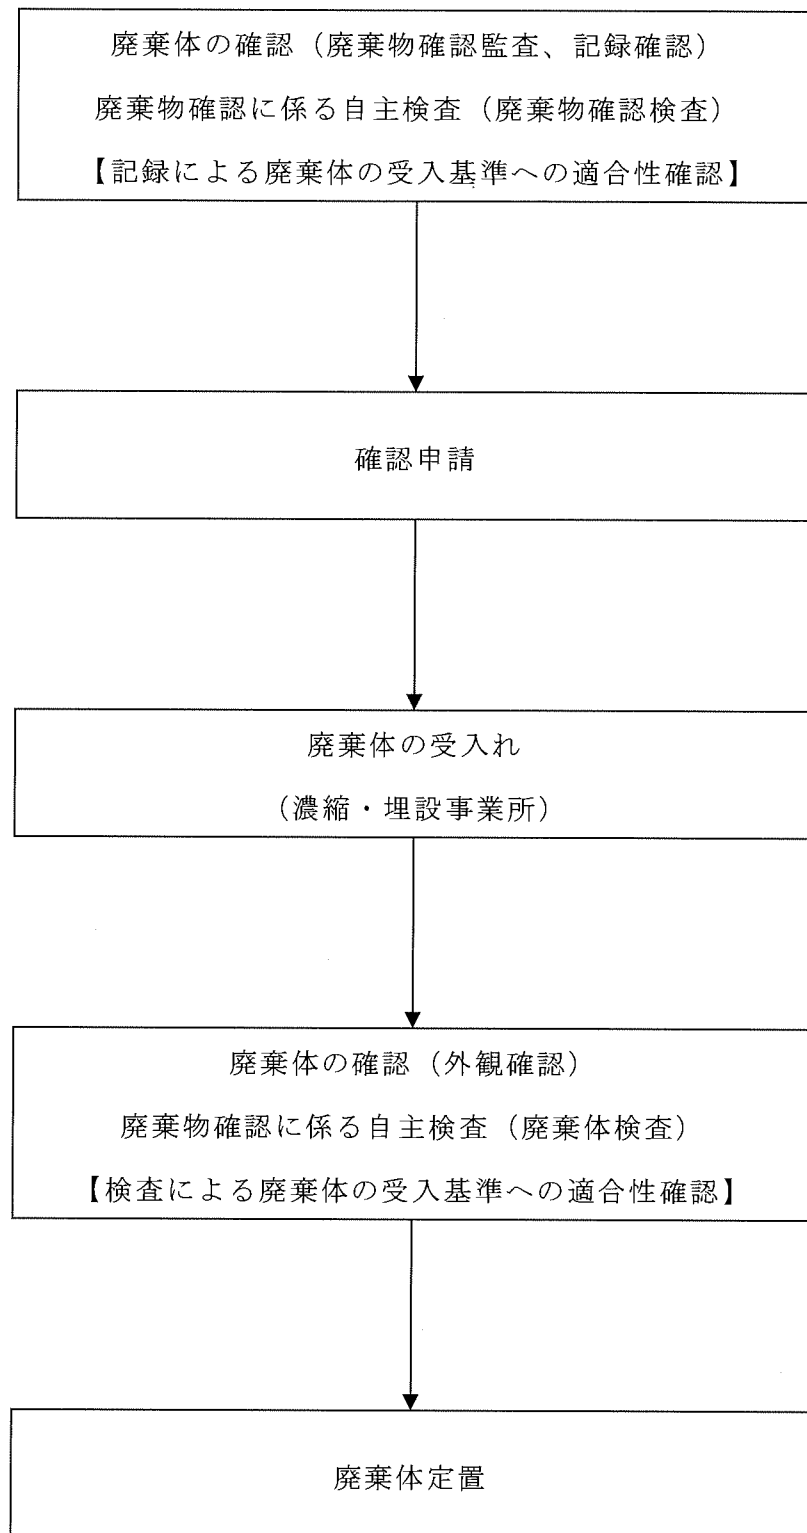 廃棄体の確認（廃棄物確認監査、記録確認）
廃棄物確認に係る自主検査（廃棄物確認検査）
【記録による廃棄体の受入基準への適合性確認】
確認申請
廃棄体の受入れ
（濃縮・埋設事業所）
廃棄体の確認（外観確認）
廃棄物確認に係る自主検査（廃棄体検査）
【検査による廃棄体の受入基準への適合性確認】
廃棄体定置